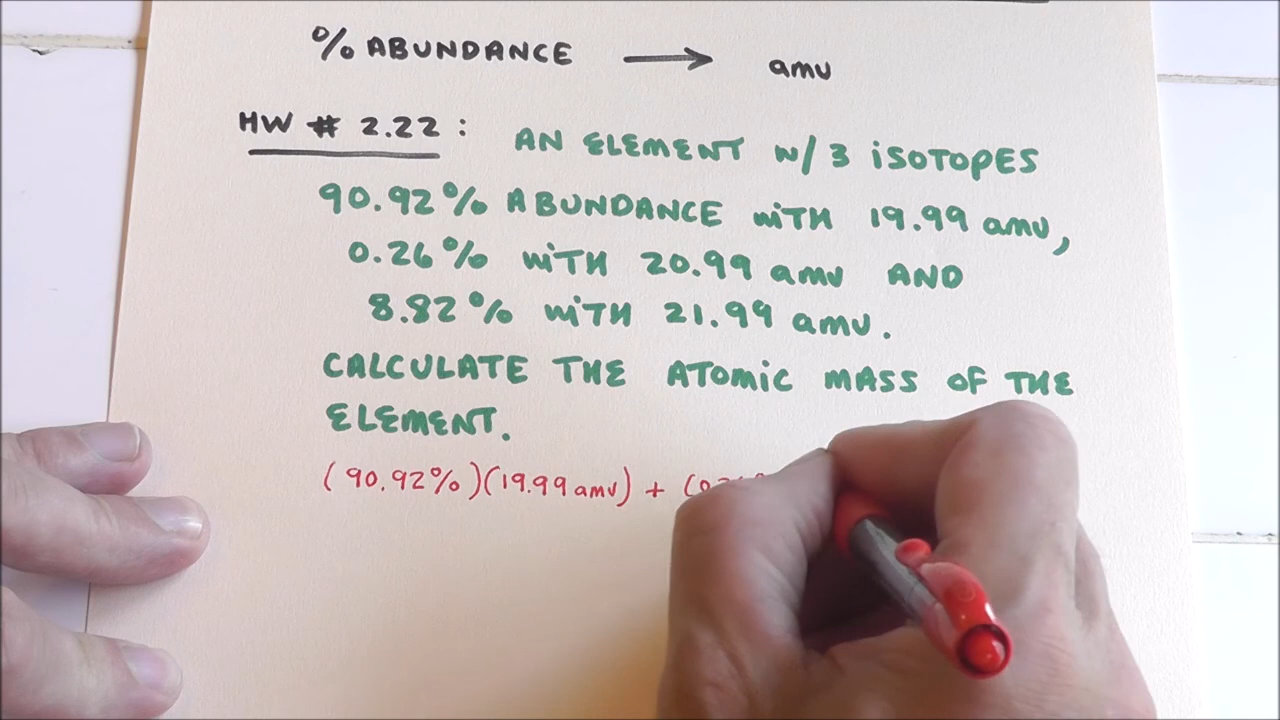 % ABUNDANCE → amu
HW # 2.22 : AN ELEMENT W/ 3 ISOTOPES
90.92% ABUNDANCE WITH 19.99 amu,
0.26% WITH 20.99 amu AND
8.82% WITH 21.99 amu.
CALCULATE THE ATOMIC MASS OF THE
ELEMENT.
(90.92%)(19.99 amu) + (